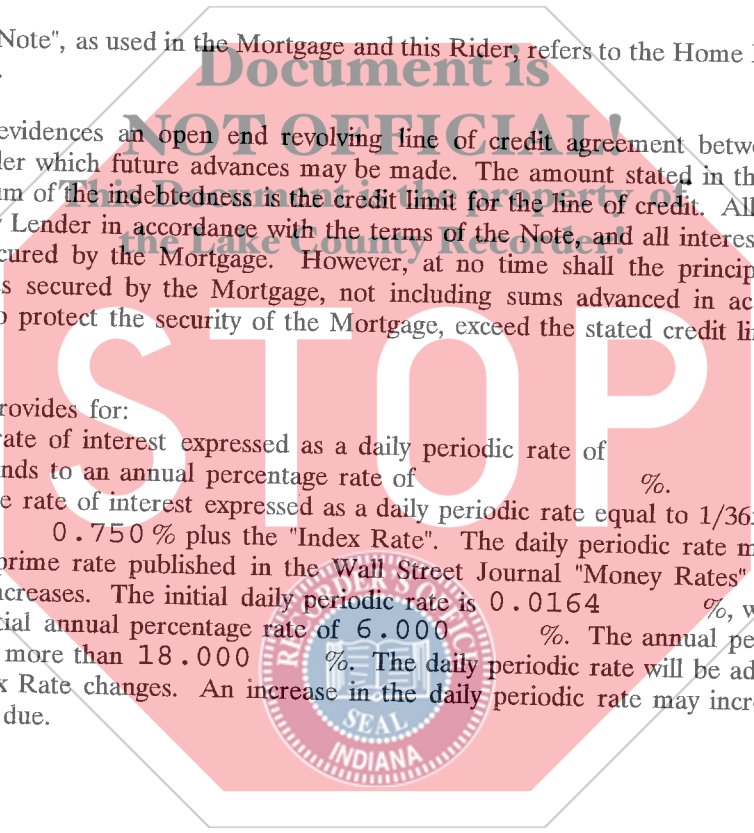 Note", as used in the Mortgage and this Rider, refers to the Home
Document is
NOT OFFICIAL!
evidences an open end revolving line of credit agreement betw
der which future advances may be made. The amount stated in th
This Document is the property of
um of the indebtedness is the credit limit for the line of credit. All
y Lender in accordance with the terms of the Note, and all interes
the Lake County Recorder!
cured by the Mortgage. However, at no time shall the princip
s secured by the Mortgage, not including sums advanced in ac
o protect the security of the Mortgage, exceed the stated credit li
STOP
rovides for:
rate of interest expressed as a daily periodic rate of
nds to an annual percentage rate of %.
e rate of interest expressed as a daily periodic rate equal to 1/36
0.750 % plus the "Index Rate". The daily periodic rate m
prime rate published in the Wall Street Journal "Money Rates"
ncreases. The initial daily periodic rate is 0.0164 %, w
cial annual percentage rate of 6.000 %. The annual pe
more than 18.000 %. The daily periodic rate will be ad
x Rate changes. An increase in the daily periodic rate may incr
due.
RECORDER'S OFFICE
SEAL
INDIANA